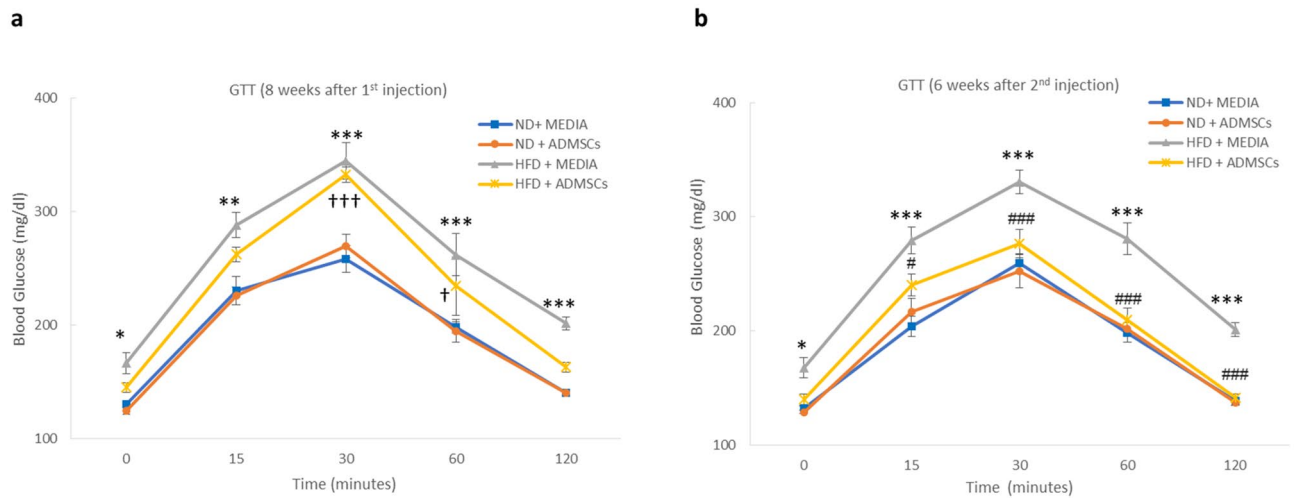 a
GTT (8 weeks after 1st injection)
400
300
200
100
Blood Glucose (mg/dl)
ND+ MEDIA
ND + ADMSCs
HFD + MEDIA
HFD + ADMSCs
*
**
***
†††
***
†
***
0 15 30 60 120
Time (minutes)
b
GTT (6 weeks after 2nd injection)
400
300
200
100
Blood Glucose (mg/dl)
ND+ MEDIA
ND + ADMSCs
HFD + MEDIA
HFD + ADMSCs
*
***
#
***
###
***
###
***
###
0 15 30 60 120
Time (minutes)